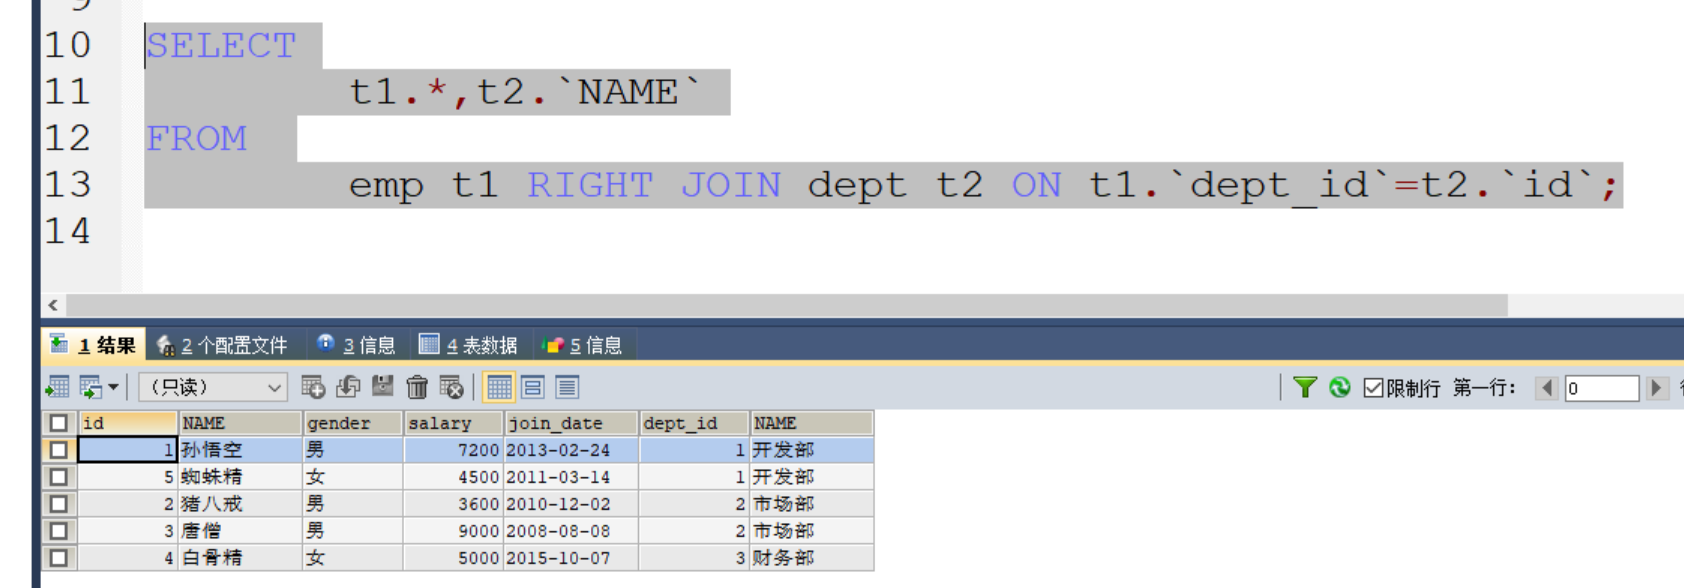 9
10 SELECT
11 t1.*,t2.`NAME`
12 FROM
13 emp t1 RIGHT JOIN dept t2 ON t1.`dept_id`=t2.`id`;
14
1 结果 2 个配置文件 3 信息 4 表数据 5 信息
(只读) 限制行 第一行: 0
id NAME gender salary join_date dept_id NAME
1 孙悟空 男 7200 2013-02-24 1 开发部
5 蜘蛛精 女 4500 2011-03-14 1 开发部
2 猪八戒 男 3600 2010-12-02 2 市场部
3 唐僧 男 9000 2008-08-08 2 市场部
4 白骨精 女 5000 2015-10-07 3 财务部